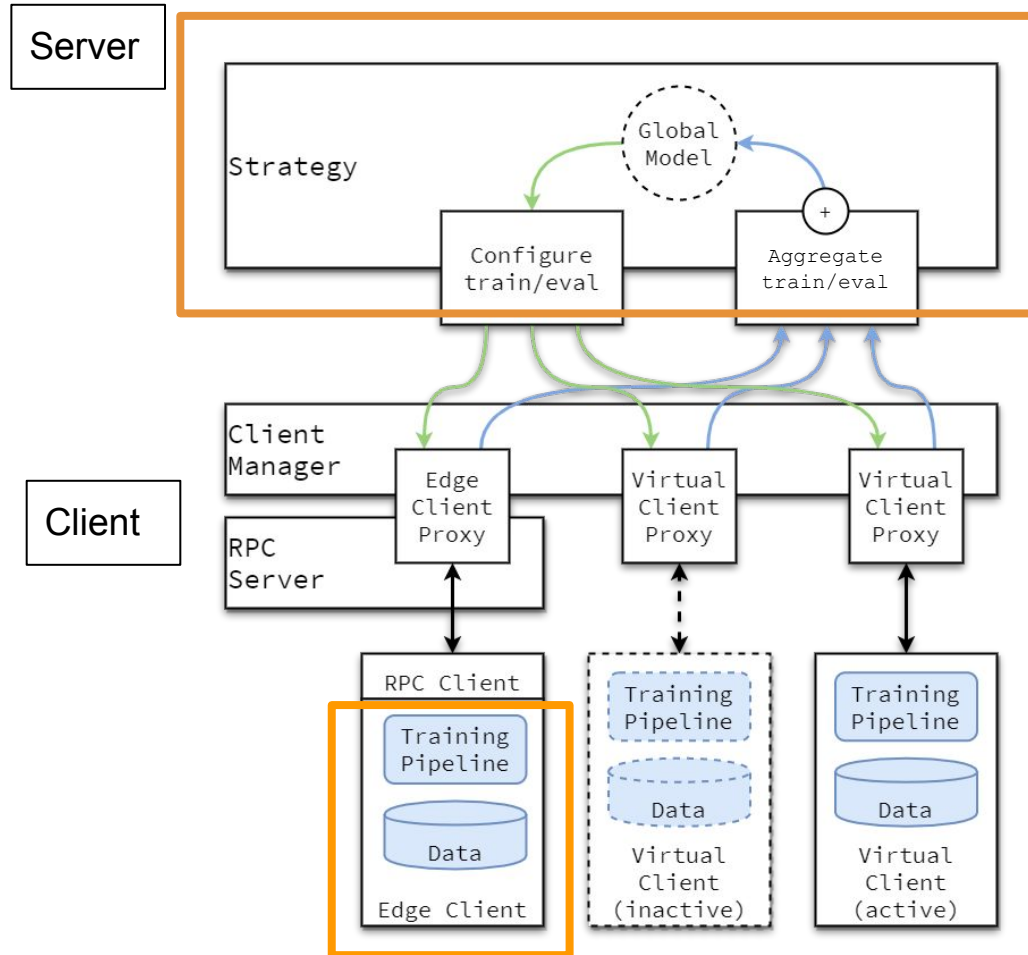 Server
Global
Model
Strategy
+
Configure
train/eval
Aggregate
train/eval
Client
Manager
Edge
Client
Proxy
Virtual
Client
Proxy
Virtual
Client
Proxy
Client
RPC
Server
RPC Client
Training
Pipeline
Data
Edge Client
Training
Pipeline
Data
Virtual
Client
(inactive)
Training
Pipeline
Data
Virtual
Client
(active)